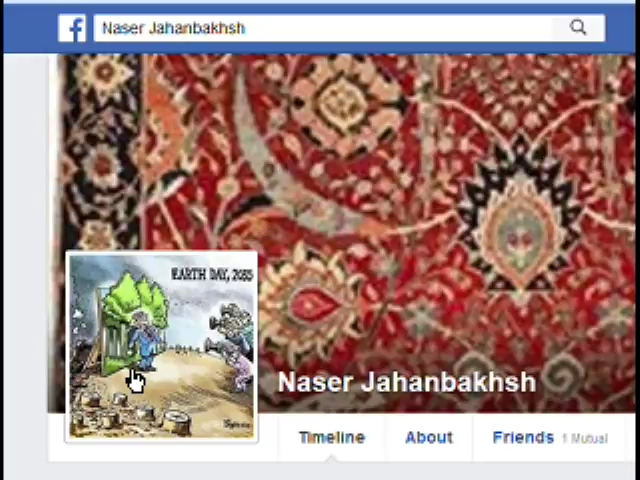 f
Naser Jahanbakhsh
EARTH DAY, 2035
Naser Jahanbakhsh
Timeline
About
Friends 1 Mutual